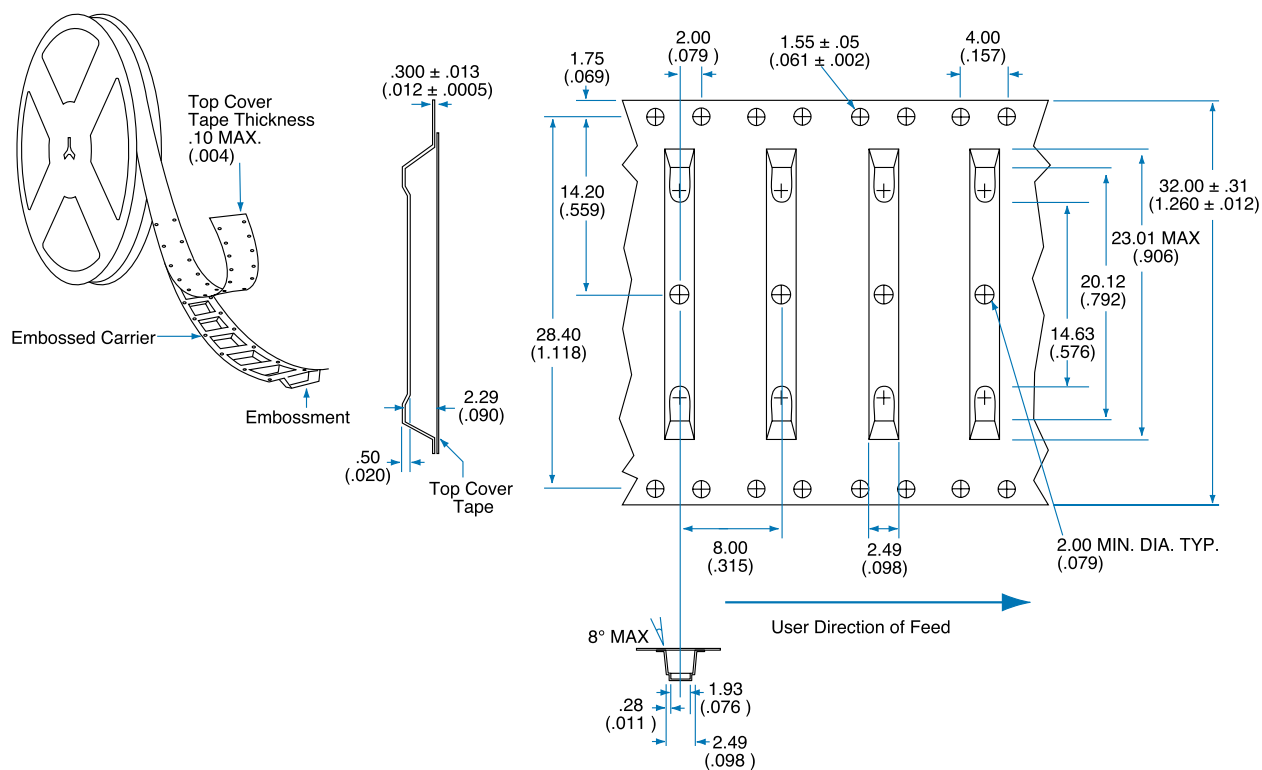 Top Cover
Tape Thickness
.10 MAX.
(.004)
Embossed Carrier
Embossment
.300 ± .013
(.012 ± .0005)
2.29
(.090)
.50
(.020)
Top Cover
Tape
1.75
(.069)
2.00
(.079 )
1.55 ± .05
(.061 ± .002)
4.00
(.157)
14.20
(.559)
28.40
(1.118)
32.00 ± .31
(1.260 ± .012)
23.01 MAX
(.906)
20.12
(.792)
14.63
(.576)
8.00
(.315)
2.49
(.098)
2.00 MIN. DIA. TYP.
(.079)
User Direction of Feed
8° MAX
.28
(.011 )
1.93
(.076 )
2.49
(.098 )